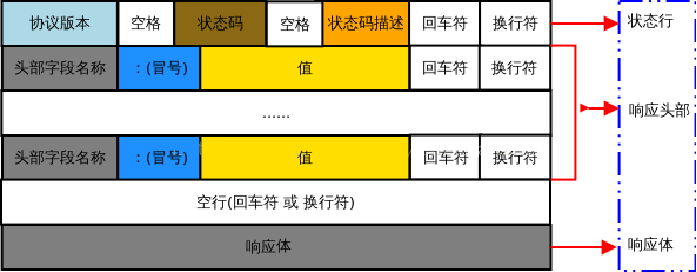 协议版本 空格 状态码 空格 状态码描述 回车符 换行符 状态行
头部字段名称 ：(冒号) 值 回车符 换行符
...... 响应头部
头部字段名称 ：(冒号) 值 回车符 换行符
空行(回车符 或 换行符)
响应体 响应体